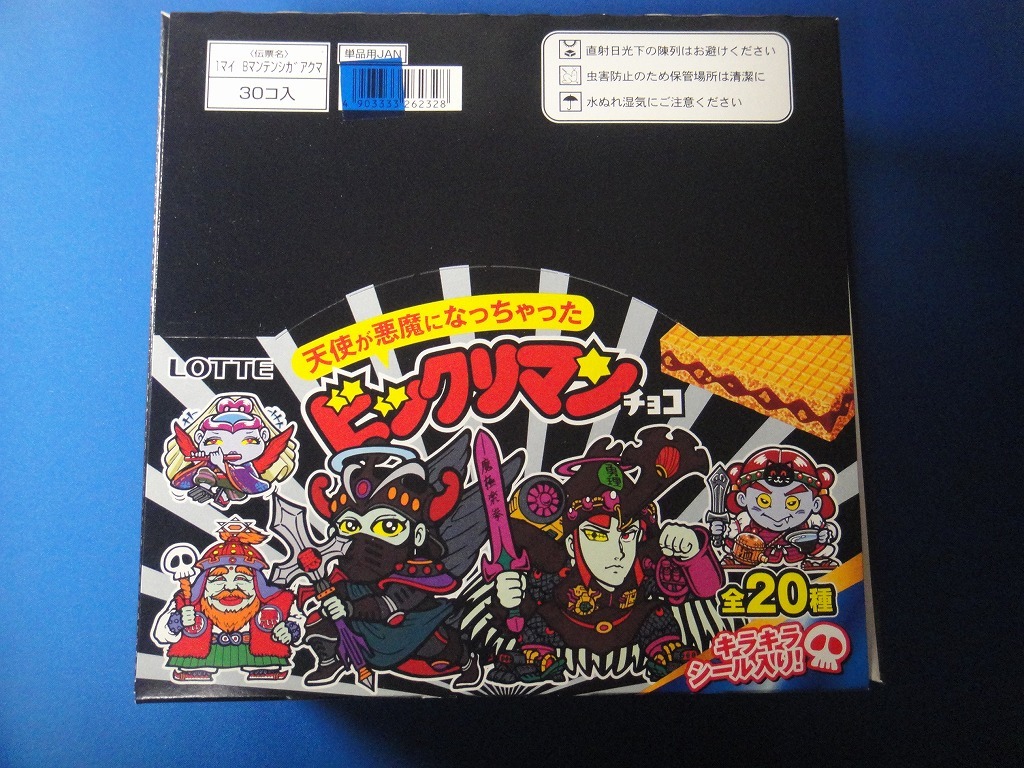 〈伝票名〉
1マイ Bマンテンシガアクマ
30コ入
単品用JAN
4 903333 262328
直射日光下の陳列はお避けください
虫害防止のため保管場所は清潔に
水ぬれ湿気にご注意ください
天使が悪魔になっちゃった
LOTTE
ビックリマン
チョコ
全20種
キラキラ
シール入り!